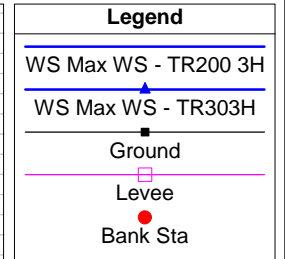 Legend
WS Max WS - TR200 3H
WS Max WS - TR303H
Ground
Levee
Bank Sta